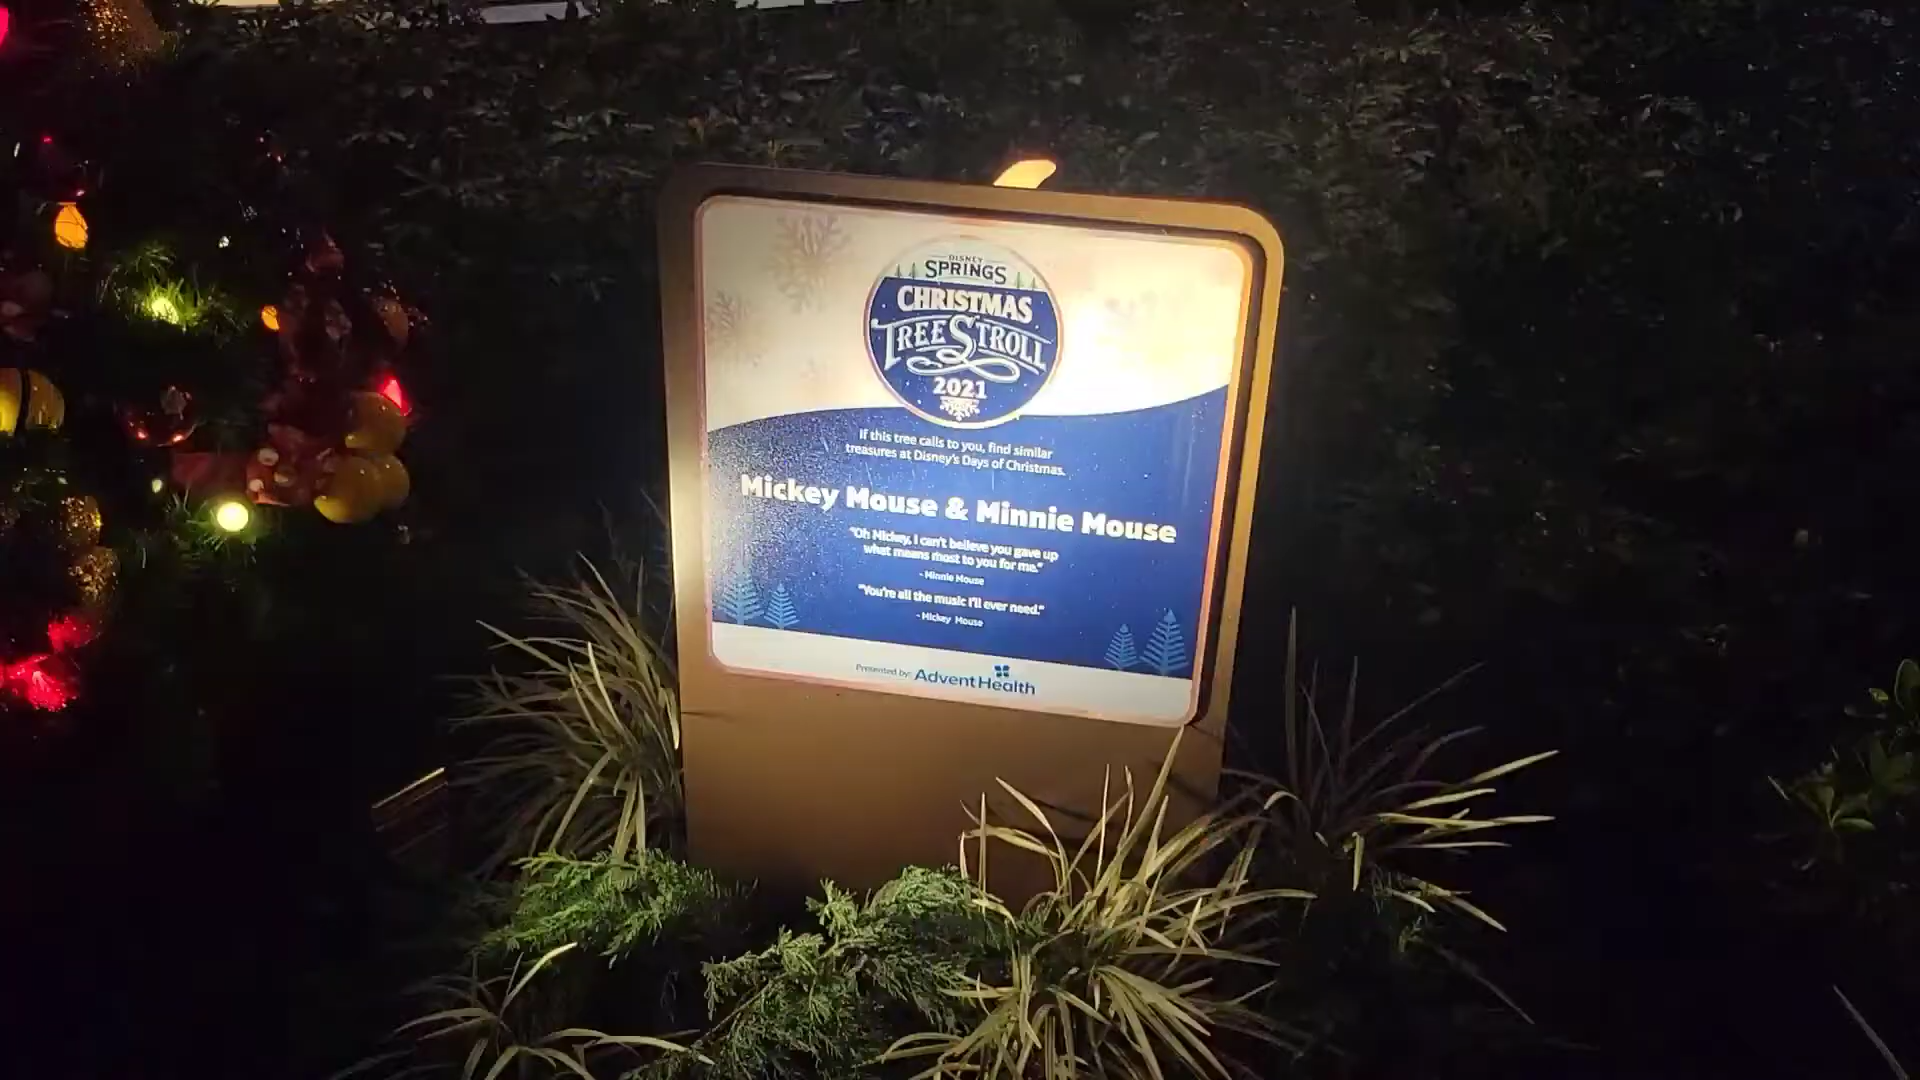 DISNEY
SPRINGS
CHRISTMAS
TREE STROLL
2021
If this tree calls to you, find similar
treasures at Disney's Days of Christmas.
Mickey Mouse & Minnie Mouse
"Oh Mickey, I can't believe you gave up
what means most to you for me."
- Minnie Mouse
"You're all the music I'll ever need."
- Mickey Mouse
Presented by: AdventHealth